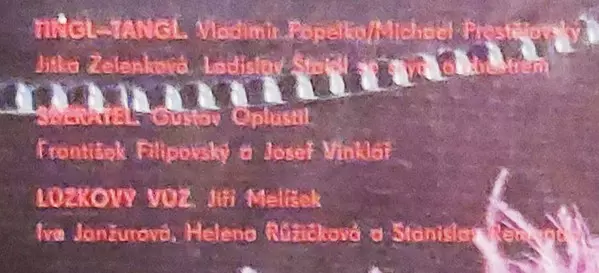 TINGL-TANGL. Vladimír Popelka/Michael Prostějovský
Jitka Zelenková, Ladislav Štaidl se svým orchestrem
SBĚRATEL. Gustav Oplustil
František Filipovský a Josef Vinklář
LŮŽKOVÝ VŮZ. Jiří Melíšek
Iva Janžurová, Helena Růžičková a Stanislav